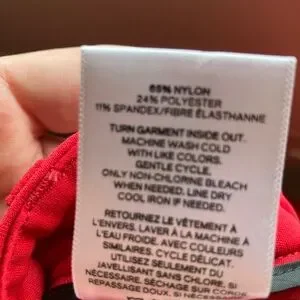 65% NYLON
24% POLYESTER
11% SPANDEX/FIBRE ÉLASTHANNE
TURN GARMENT INSIDE OUT.
MACHINE WASH COLD
WITH LIKE COLORS.
GENTLE CYCLE.
ONLY NON-CHLORINE BLEACH
WHEN NEEDED. LINE DRY
COOL IRON IF NEEDED.
RETOURNEZ LE VÊTEMENT À
L'ENVERS. LAVER À LA MACHINE À
L'EAU FROIDE. AVEC COULEURS
SIMILAIRES. CYCLE DÉLICAT.
UTILISEZ SEULEMENT DU
JAVELLISANT SANS CHLORE, SI
NÉCESSAIRE. SÉCHAGE SUR CORDE
REPASSAGE DOUX, SI NÉCESSAIRE